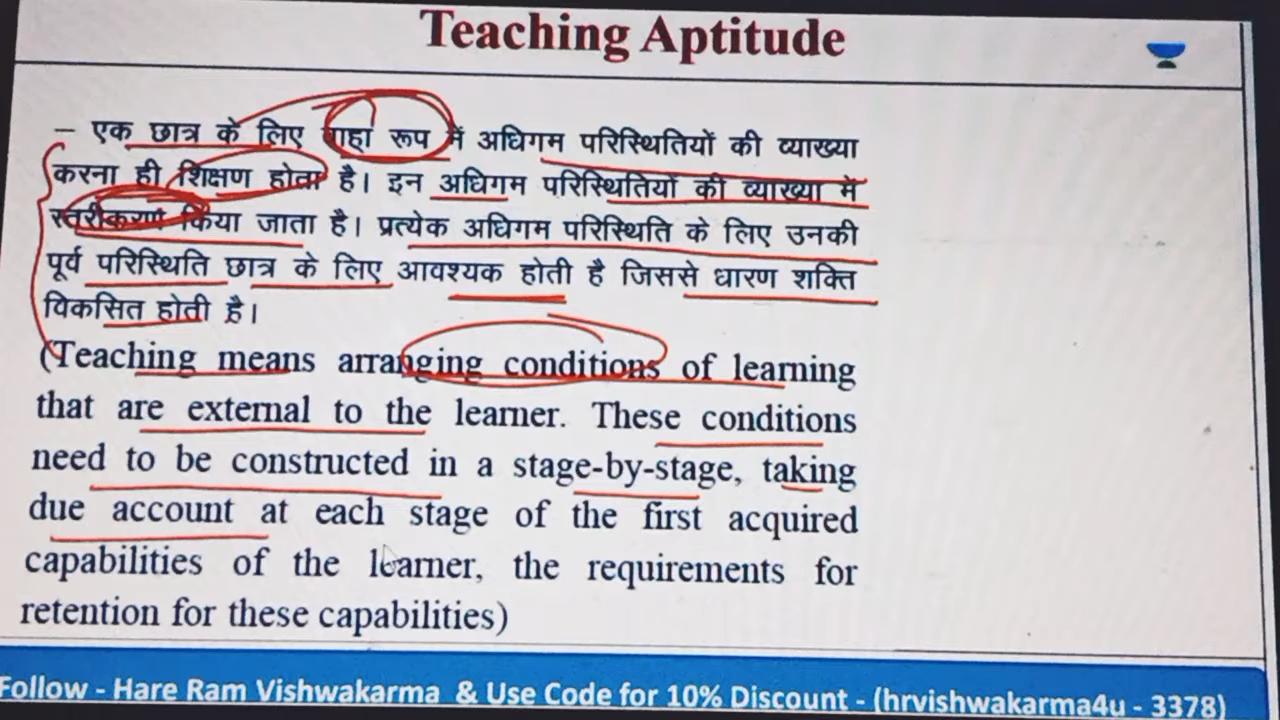 Teaching Aptitude
– एक छात्र के लिए वाह्य रूप में अधिगम परिस्थितियों की व्याख्या
करना ही शिक्षण होता है। इन अधिगम परिस्थितियों की व्याख्या में
स्तरीकरण किया जाता है। प्रत्येक अधिगम परिस्थिति के लिए उनकी
पूर्व परिस्थिति छात्र के लिए आवश्यक होती है जिससे धारण शक्ति
विकसित होती है।
(Teaching means arranging conditions of learning
that are external to the learner. These conditions
need to be constructed in a stage-by-stage, taking
due account at each stage of the first acquired
capabilities of the learner, the requirements for
retention for these capabilities)
Follow - Hare Ram Vishwakarma & Use Code for 10% Discount - (hrvishwakarma4u - 3378)